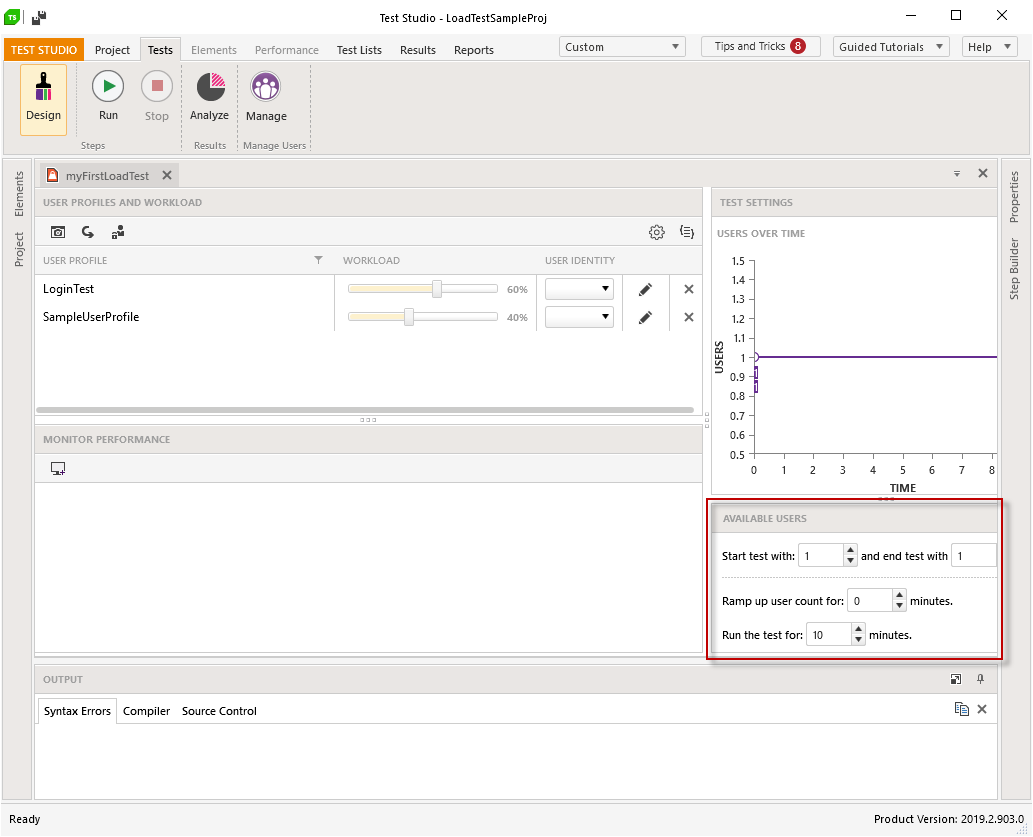 TS
Test Studio - LoadTestSampleProj
TEST STUDIO Project Tests Elements Performance Test Lists Results Reports Custom Tips and Tricks 8 Guided Tutorials Help
Design Run Stop Analyze Manage
Steps Results Manage Users
Elements
Project
myFirstLoadTest
USER PROFILES AND WORKLOAD
USER PROFILE WORKLOAD USER IDENTITY
LoginTest 60%
SampleUserProfile 40%
MONITOR PERFORMANCE
TEST SETTINGS
USERS OVER TIME
USERS
1.5
1.4
1.3
1.2
1.1
1
0.9
0.8
0.7
0.6
0.5
0 1 2 3 4 5 6 7 8
TIME
AVAILABLE USERS
Start test with: 1 and end test with 1
Ramp up user count for: 0 minutes.
Run the test for: 10 minutes.
Properties
Step Builder
OUTPUT
Syntax Errors Compiler Source Control
Ready Product Version: 2019.2.903.0